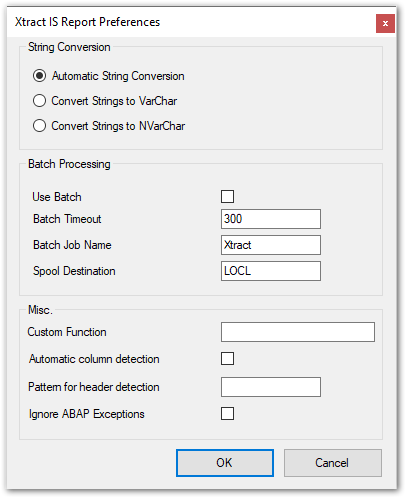 Xtract IS Report Preferences
String Conversion
Automatic String Conversion
Convert Strings to VarChar
Convert Strings to NVarChar
Batch Processing
Use Batch
Batch Timeout 300
Batch Job Name Xtract
Spool Destination LOCL
Misc.
Custom Function
Automatic column detection
Pattern for header detection
Ignore ABAP Exceptions
OK Cancel